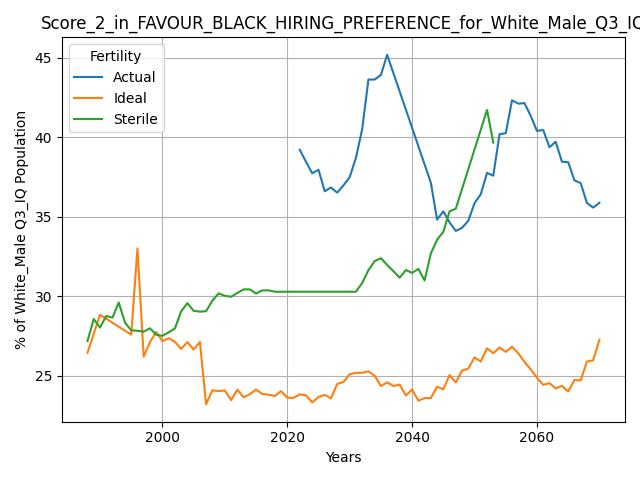 Score_2_in_FAVOUR_BLACK_HIRING_PREFERENCE_for_White_Male_Q3_IQ
Fertility
Actual
Ideal
Sterile
% of White_Male Q3_IQ Population
45
40
35
30
25
2000 2020 2040 2060
Years